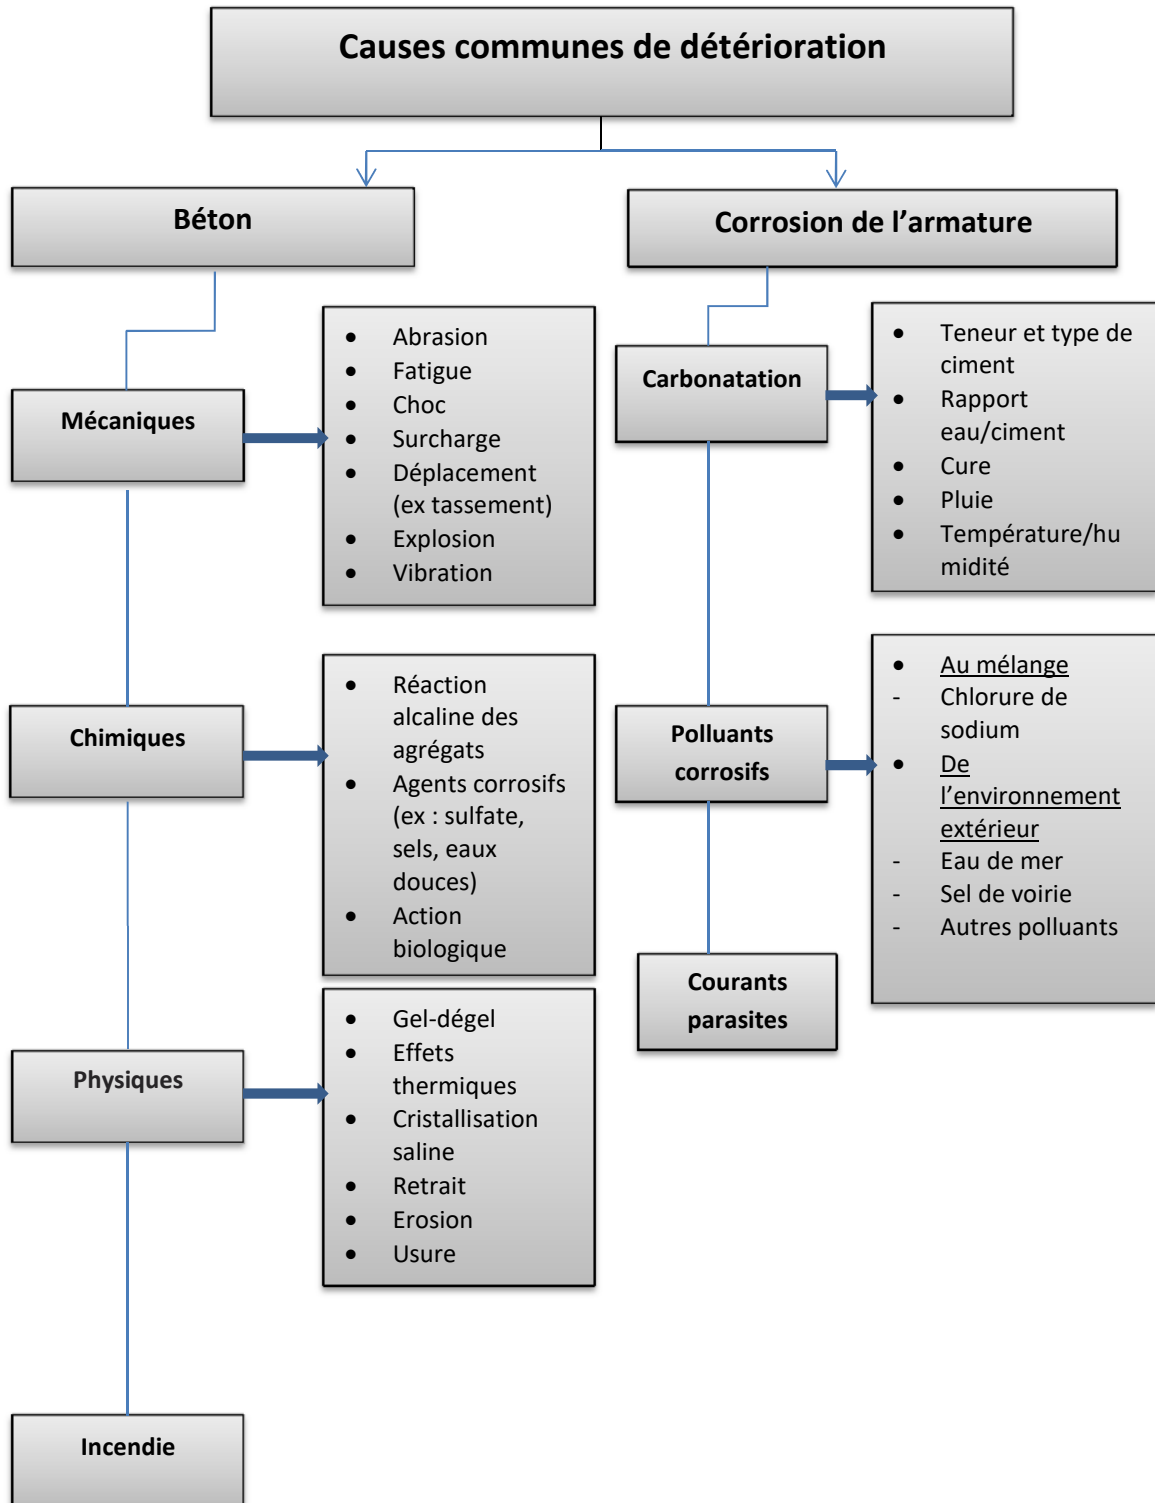 Causes communes de détérioration
Béton
Corrosion de l’armature
Mécaniques
• Abrasion
• Fatigue
• Choc
• Surcharge
• Déplacement
(ex tassement)
• Explosion
• Vibration
Carbonatation
• Teneur et type de
ciment
• Rapport
eau/ciment
• Cure
• Pluie
• Température/hu
midité
Chimiques
• Réaction
alcaline des
agrégats
• Agents corrosifs
(ex : sulfate,
sels, eaux
douces)
• Action
biologique
Polluants
corrosifs
• Au mélange
- Chlorure de
sodium
• De
l’environnement
extérieur
- Eau de mer
- Sel de voirie
- Autres polluants
Courants
parasites
Physiques
• Gel-dégel
• Effets
thermiques
• Cristallisation
saline
• Retrait
• Erosion
• Usure
Incendie